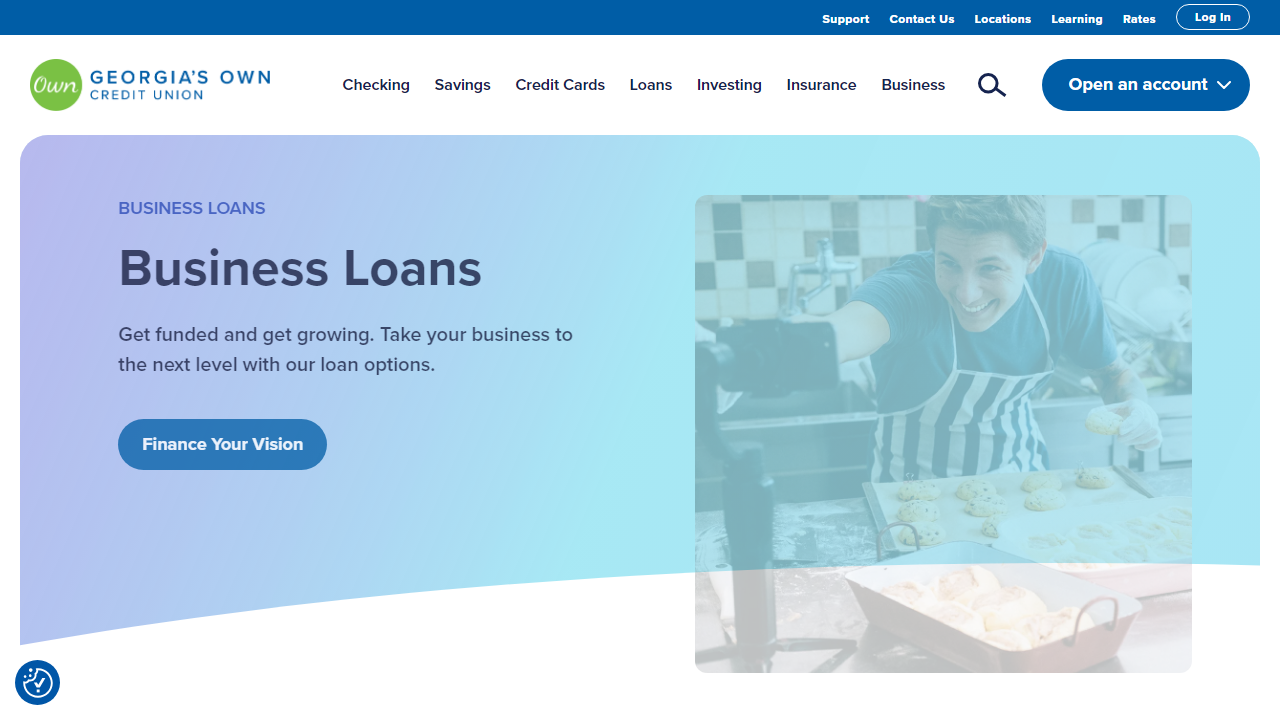 Support Contact Us Locations Learning Rates Log In
Own GEORGIA'S OWN
CREDIT UNION
Checking Savings Credit Cards Loans Investing Insurance Business Open an account
BUSINESS LOANS
Business Loans
Get funded and get growing. Take your business to
the next level with our loan options.
Finance Your Vision